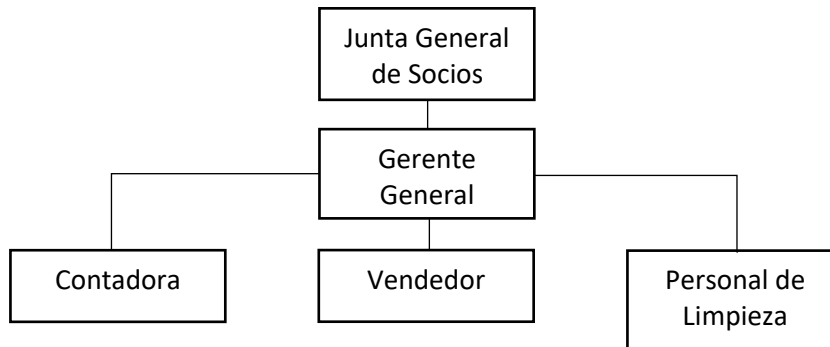 Junta General
de Socios
Gerente
General
Contadora
Vendedor
Personal de
Limpieza